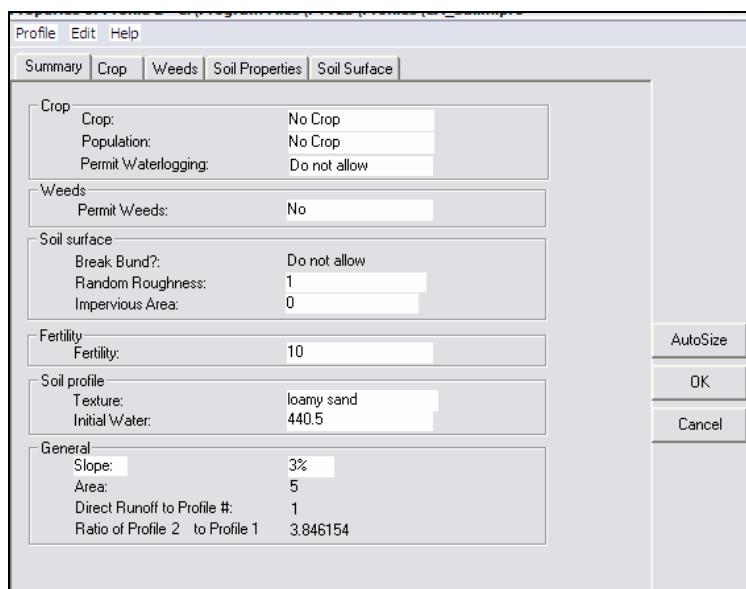 Profile Edit Help
Summary Crop Weeds Soil Properties Soil Surface
Crop
Crop: No Crop
Population: No Crop
Permit Waterlogging: Do not allow
Weeds
Permit Weeds: No
Soil surface
Break Bund?: Do not allow
Random Roughness: 1
Impervious Area: 0
Fertility
Fertility: 10
Soil profile
Texture: loamy sand
Initial Water: 440.5
General
Slope: 3%
Area: 5
Direct Runoff to Profile #: 1
Ratio of Profile 2 to Profile 1 3.846154
AutoSize
OK
Cancel